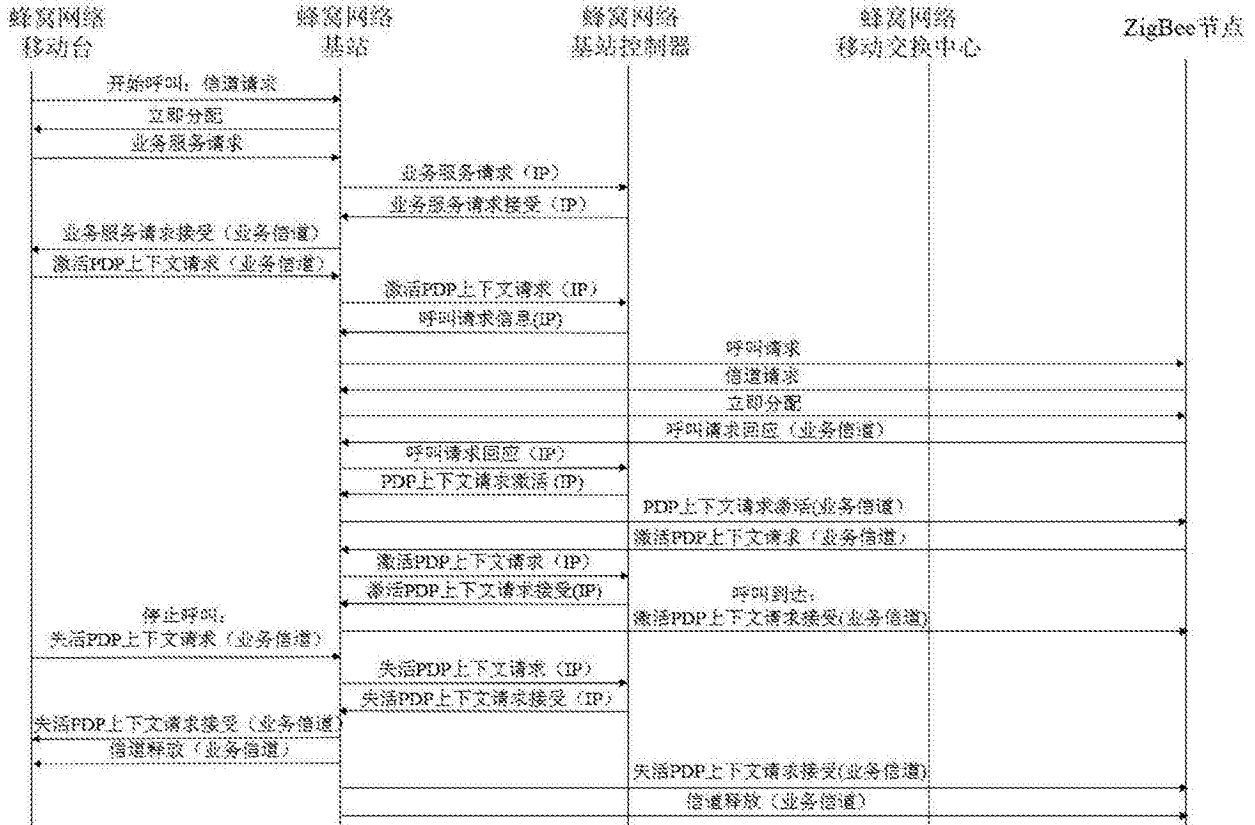 蜂窝网络
移动台
蜂窝网络
基站
蜂窝网络
基站控制器
蜂窝网络
移动交换中心
ZigBee节点
开始呼叫：信道请求
立即分配
业务服务请求
业务服务请求（IP）
业务服务请求接受（IP）
业务服务请求接受（业务信道）
激活PDP上下文请求（业务信道）
激活PDP上下文请求（IP）
呼叫请求信息(IP)
呼叫请求
信道请求
立即分配
呼叫请求回应（业务信道）
呼叫请求回应（IP）
PDP上下文请求激活(IP)
PDP上下文请求激活(业务信道）
激活PDP上下文请求（业务信道）
激活PDP上下文请求（IP）
激活PDP上下文请求接受(IP)
呼叫到达：
激活PDP上下文请求接受(业务信道)
停止呼叫：
失活PDP上下文请求（业务信道）
失活PDP上下文请求（IP）
失活PDP上下文请求接受（IP）
失活PDP上下文请求接受（业务信道）
信道释放（业务信道）
失活PDP上下文请求接受(业务信道)
信道释放（业务信道）